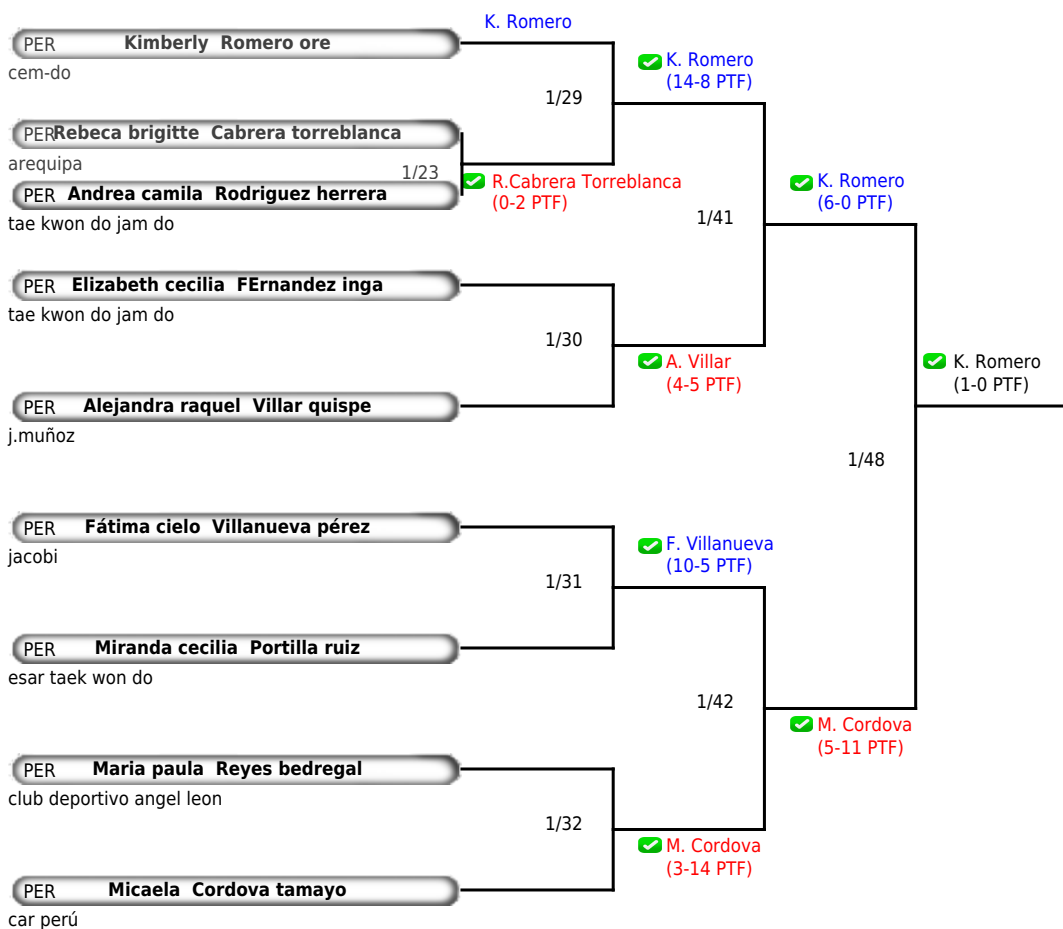 K. Romero
PER Kimberly Romero ore
cem-do
K. Romero
(14-8 PTF)
1/29
PER Rebeca brigitte Cabrera torreblanca
arequipa
1/23
R.Cabrera Torreblanca
(0-2 PTF)
PER Andrea camila Rodriguez herrera
tae kwon do jam do
K. Romero
(6-0 PTF)
1/41
PER Elizabeth cecilia FErnandez inga
tae kwon do jam do
1/30
A. Villar
(4-5 PTF)
K. Romero
(1-0 PTF)
PER Alejandra raquel Villar quispe
j.muñoz
1/48
PER Fátima cielo Villanueva pérez
jacobi
F. Villanueva
(10-5 PTF)
1/31
PER Miranda cecilia Portilla ruiz
esar taek won do
1/42
M. Cordova
(5-11 PTF)
PER Maria paula Reyes bedregal
club deportivo angel leon
1/32
M. Cordova
(3-14 PTF)
PER Micaela Cordova tamayo
car perú